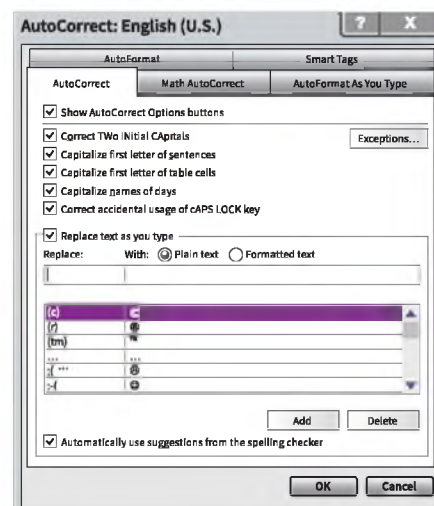 AutoCorrect: English (U.S.) ? X
AutoFormat Smart Tags
AutoCorrect Math AutoCorrect AutoFormat As You Type
Show AutoCorrect Options buttons
Correct TWo INitial CApitals Exceptions...
Capitalize first letter of sentences
Capitalize first letter of table cells
Capitalize names of days
Correct accidental usage of cAPS LOCK key
Replace text as you type
Replace: With: Plain text Formatted text
(c)
(r) ®
(tm) ™
... ...
:(
:-(
Add Delete
Automatically use suggestions from the spelling checker
OK Cancel